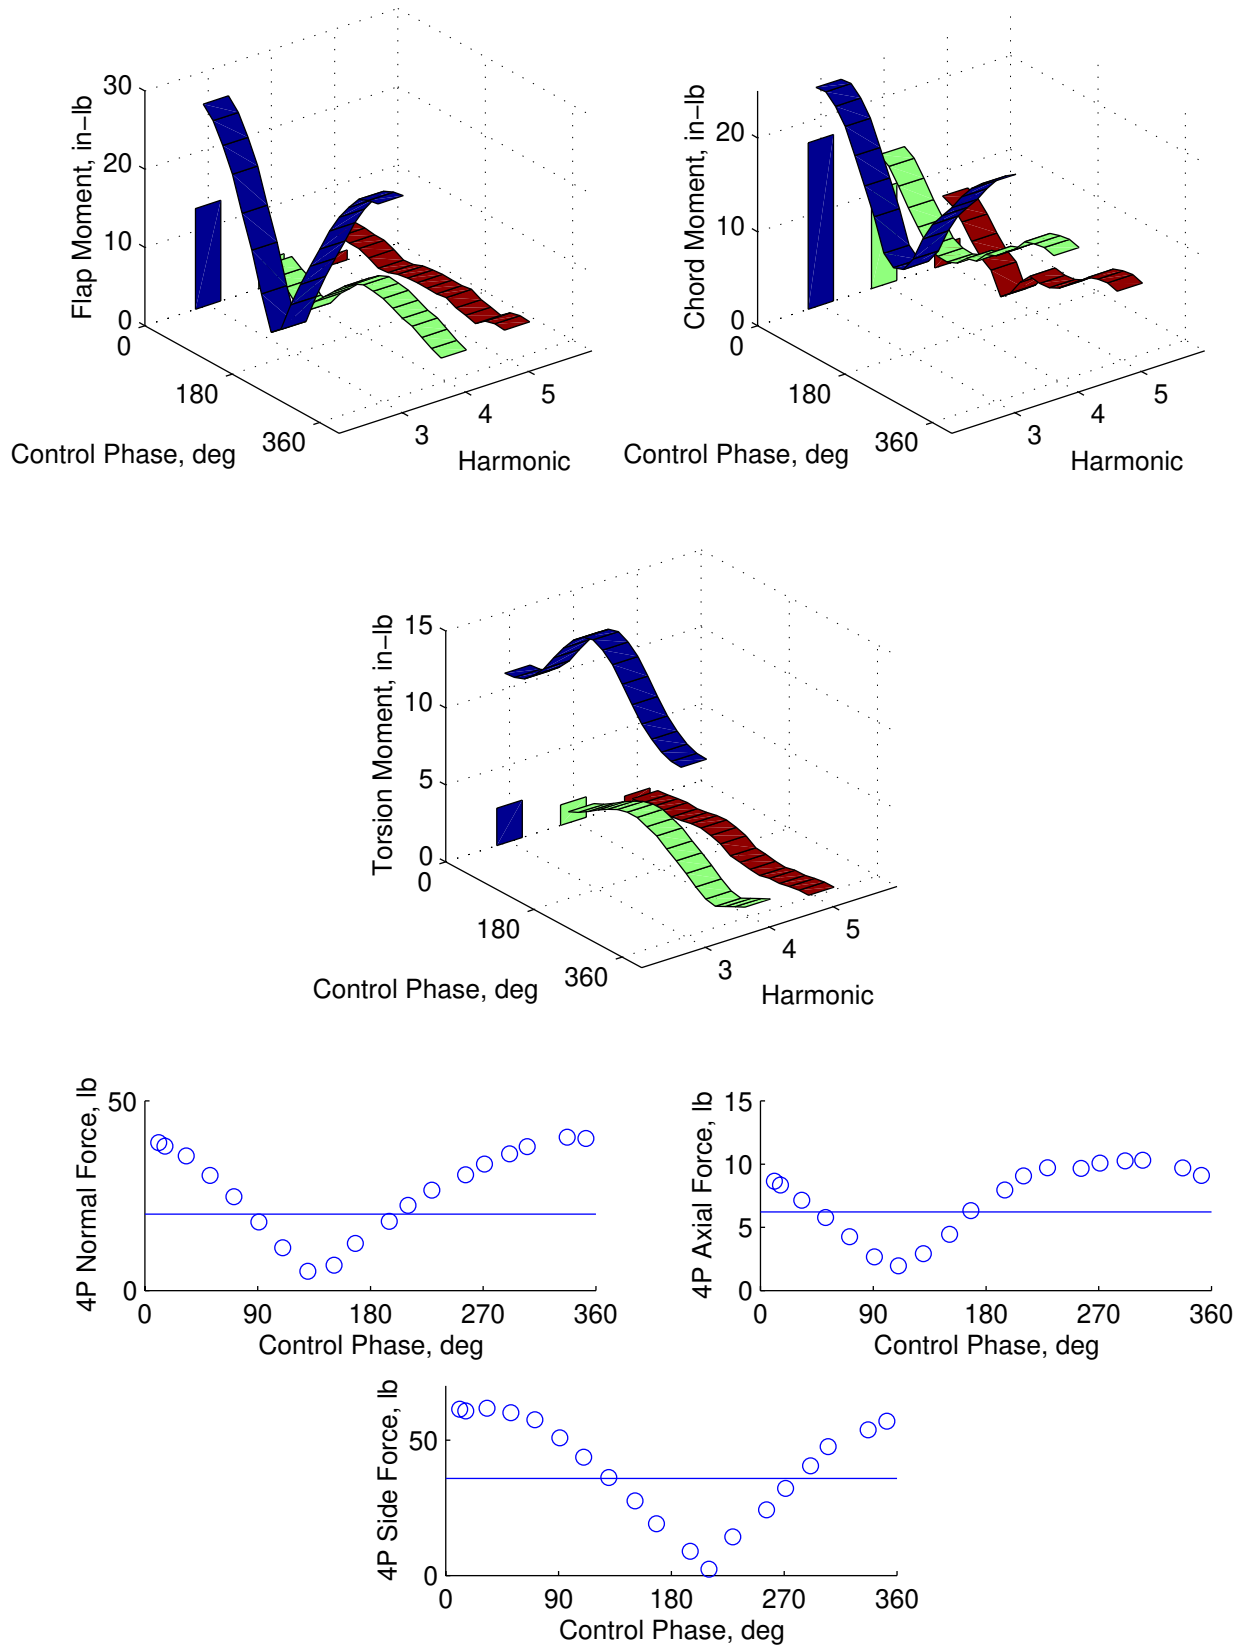 30
20
10
0
Flap Moment, in−lb
0
180
360
Control Phase, deg
3
4
5
Harmonic
20
10
0
Chord Moment, in−lb
0
180
360
Control Phase, deg
3
4
5
Harmonic
15
10
5
0
Torsion Moment, in−lb
0
180
360
Control Phase, deg
3
4
5
Harmonic
50
0
4P Normal Force, lb
0 90 180 270 360
Control Phase, deg
15
10
5
0
4P Axial Force, lb
0 90 180 270 360
Control Phase, deg
50
0
4P Side Force, lb
0 90 180 270 360
Control Phase, deg